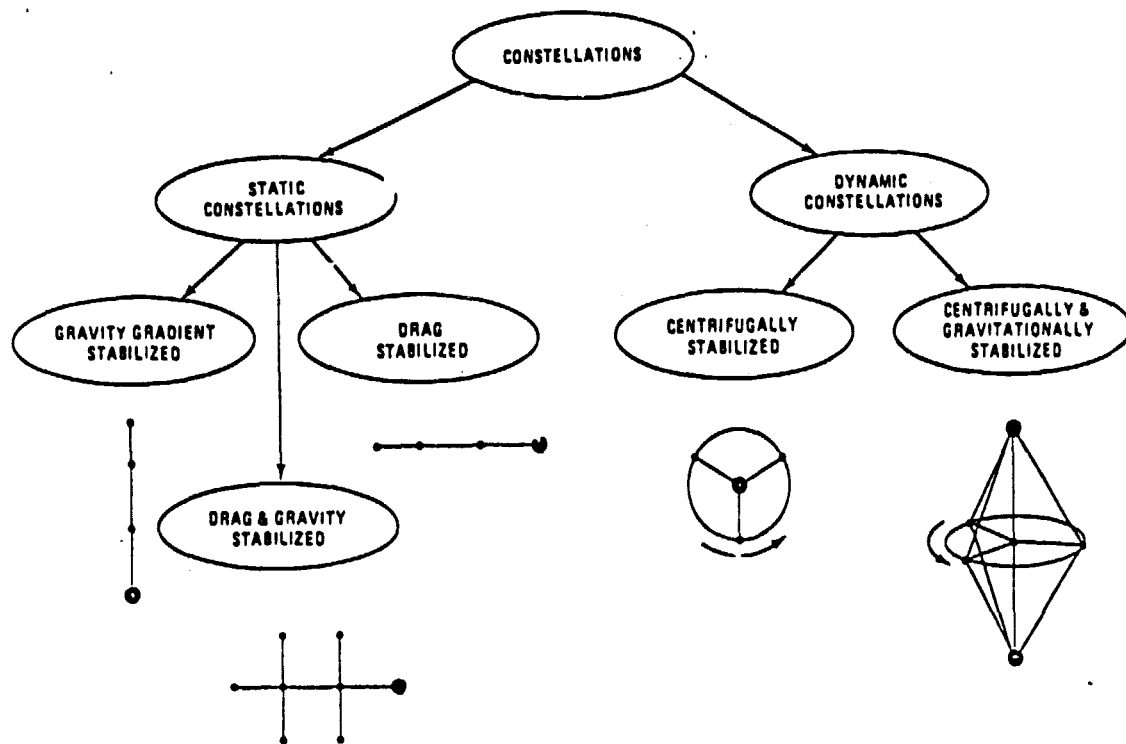 CONSTELLATIONS
STATIC
CONSTELLATIONS
DYNAMIC
CONSTELLATIONS
GRAVITY GRADIENT
STABILIZED
DRAG
STABILIZED
CENTRIFUGALLY
STABILIZED
CENTRIFUGALLY &
GRAVITATIONALLY
STABILIZED
DRAG & GRAVITY
STABILIZED